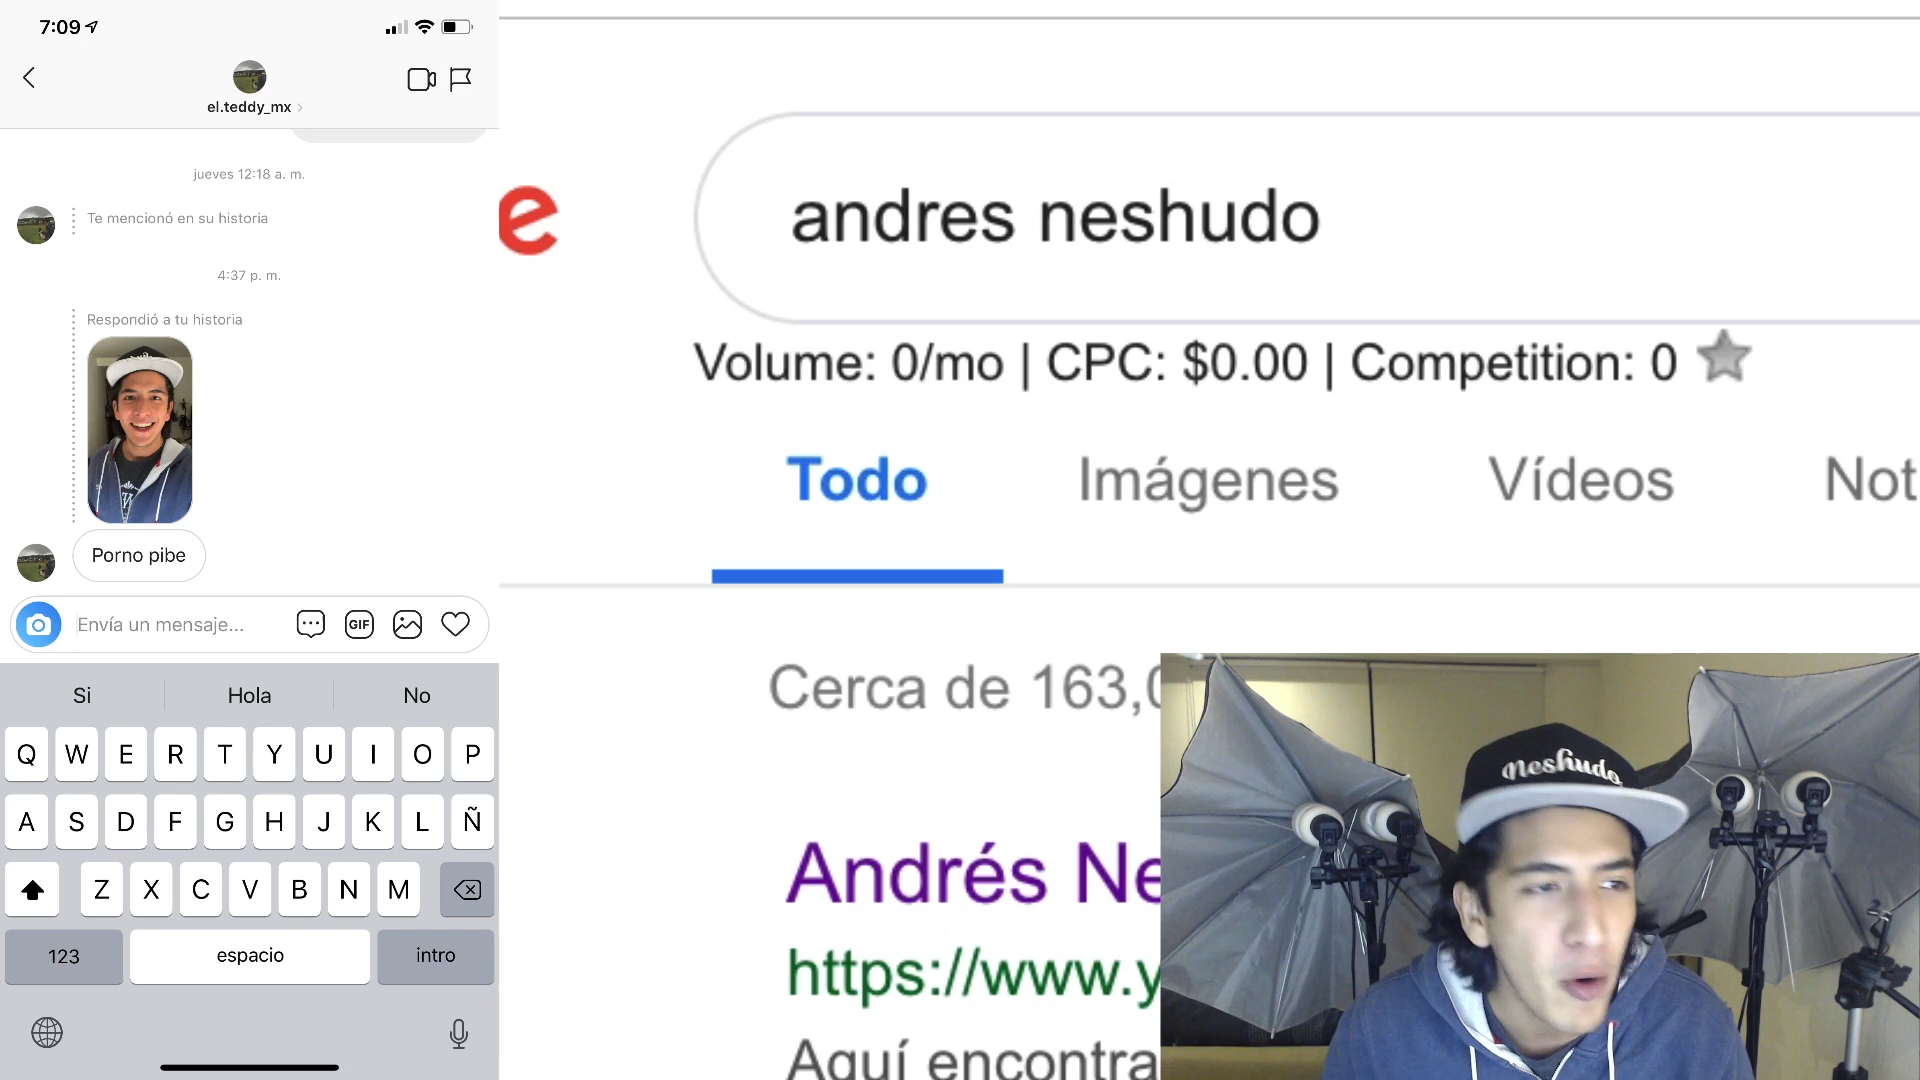 7:09
el.teddy_mx
jueves 12:18 a. m.
Te mencionó en su historia
4:37 p. m.
Respondió a tu historia
Porno pibe
Envía un mensaje...
GIF
Si Hola No
Q W E R T Y U I O P
A S D F G H J K L Ñ
Z X C V B N M
123 espacio intro
e
andres neshudo
Volume: 0/mo | CPC: $0.00 | Competition: 0
Todo Imágenes Vídeos Not
Cerca de 163,0
Andrés Ne
https://www.y
Aquí encontra
Neshudo